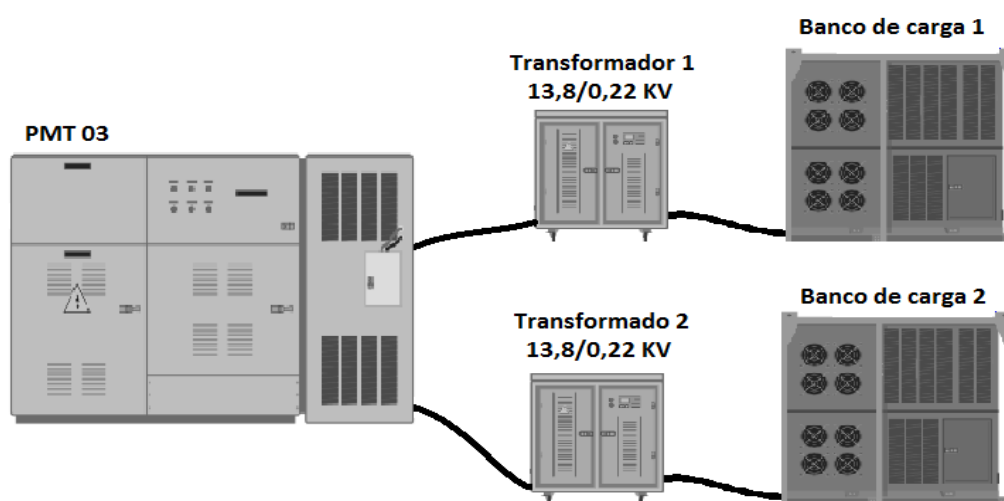 Banco de carga 1
Transformador 1
13,8/0,22 KV
PMT 03
Banco de carga 2
Transformado 2
13,8/0,22 KV